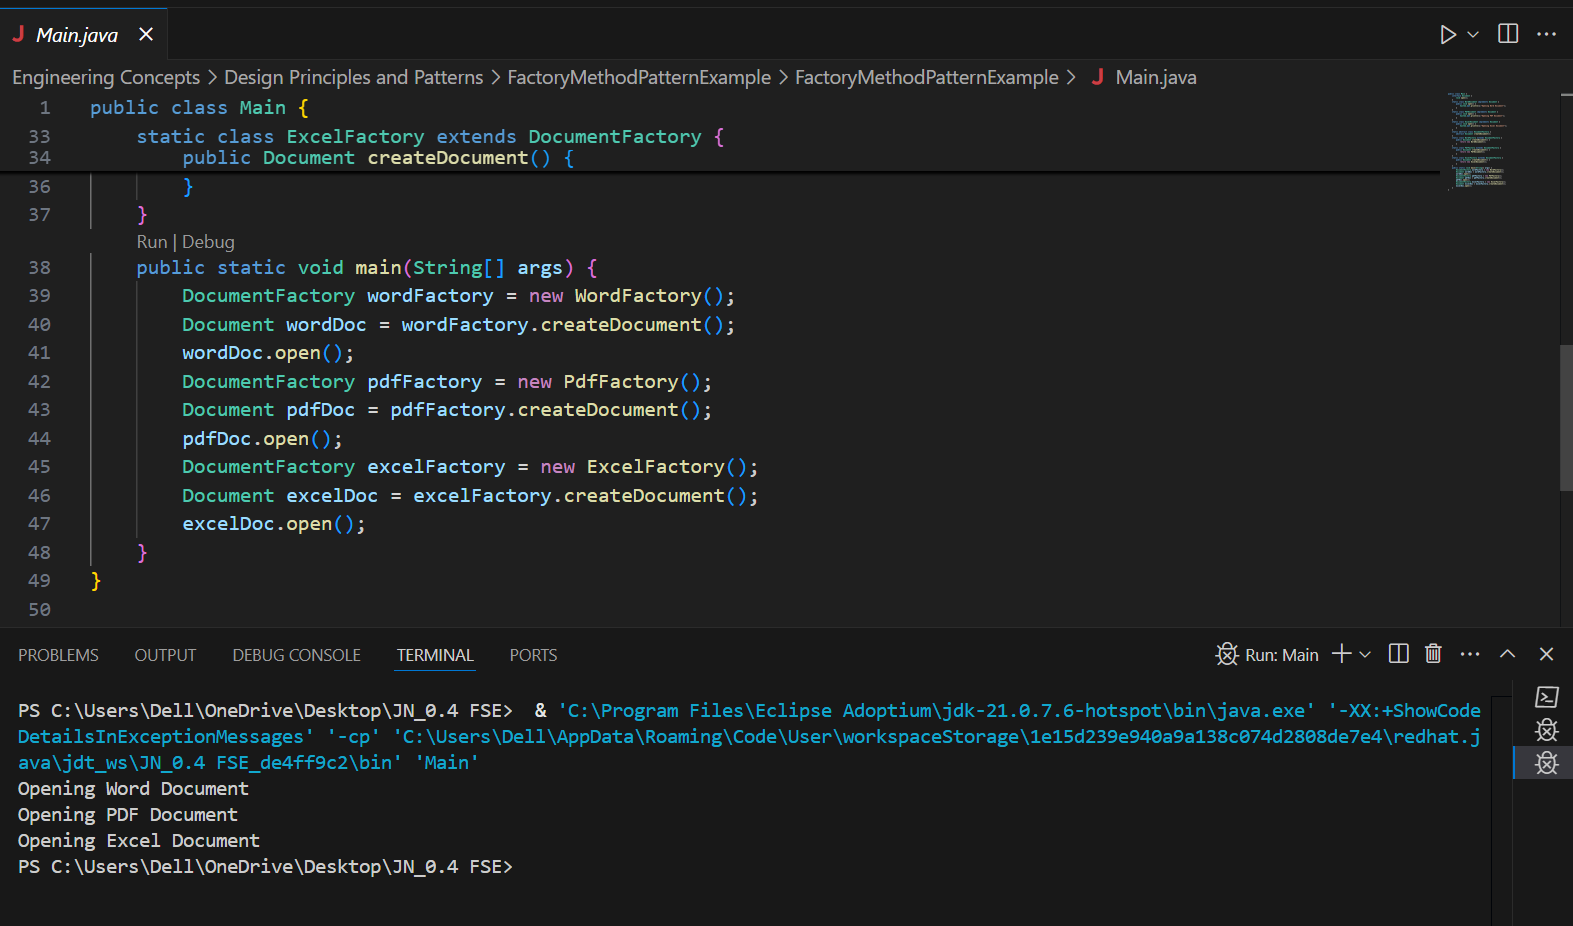 J Main.java
Engineering Concepts > Design Principles and Patterns > FactoryMethodPatternExample > FactoryMethodPatternExample > J Main.java
1 public class Main {
33 static class ExcelFactory extends DocumentFactory {
34 public Document createDocument() {
36 }
37 }
Run | Debug
38 public static void main(String[] args) {
39 DocumentFactory wordFactory = new WordFactory();
40 Document wordDoc = wordFactory.createDocument();
41 wordDoc.open();
42 DocumentFactory pdfFactory = new PdfFactory();
43 Document pdfDoc = pdfFactory.createDocument();
44 pdfDoc.open();
45 DocumentFactory excelFactory = new ExcelFactory();
46 Document excelDoc = excelFactory.createDocument();
47 excelDoc.open();
48 }
49 }
50
PROBLEMS OUTPUT DEBUG CONSOLE TERMINAL PORTS Run: Main
PS C:\Users\Dell\OneDrive\Desktop\JN_0.4 FSE> & 'C:\Program Files\Eclipse Adoptium\jdk-21.0.7.6-hotspot\bin\java.exe' '-XX:+ShowCode
DetailsInExceptionMessages' '-cp' 'C:\Users\Dell\AppData\Roaming\Code\User\workspaceStorage\1e15d239e940a9a138c074d2808de7e4\redhat.j
ava\jdt_ws\JN_0.4 FSE_de4ff9c2\bin' 'Main'
Opening Word Document
Opening PDF Document
Opening Excel Document
PS C:\Users\Dell\OneDrive\Desktop\JN_0.4 FSE>